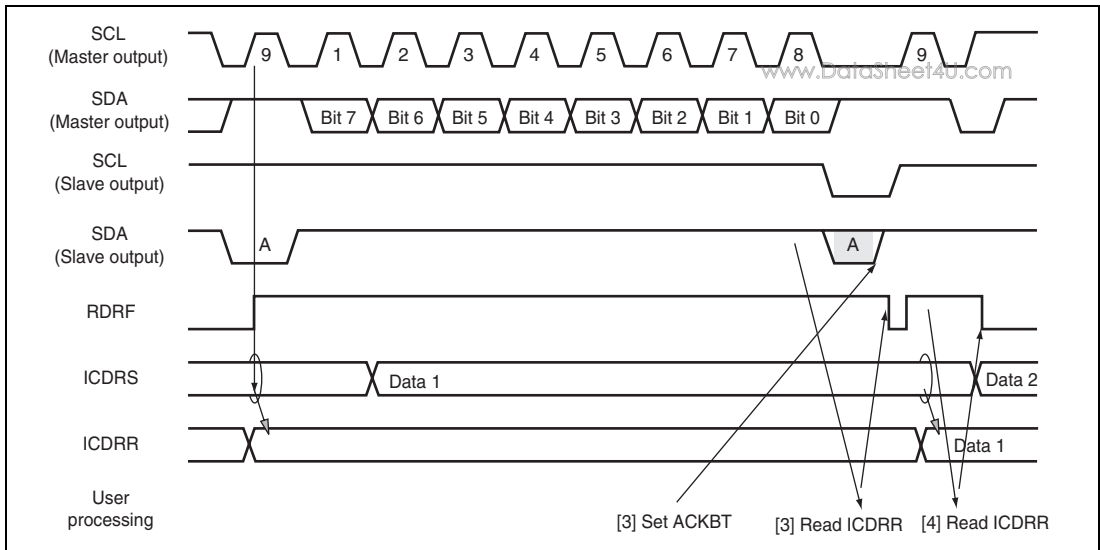 SCL
(Master output)
9 1 2 3 4 5 6 7 8 9
www.DataSheet4U.com
SDA
(Master output)
Bit 7 Bit 6 Bit 5 Bit 4 Bit 3 Bit 2 Bit 1 Bit 0
SCL
(Slave output)
SDA
(Slave output)
A A
RDRF
ICDRS
Data 1 Data 2
ICDRR
Data 1
User
processing
[3] Set ACKBT [3] Read ICDRR [4] Read ICDRR